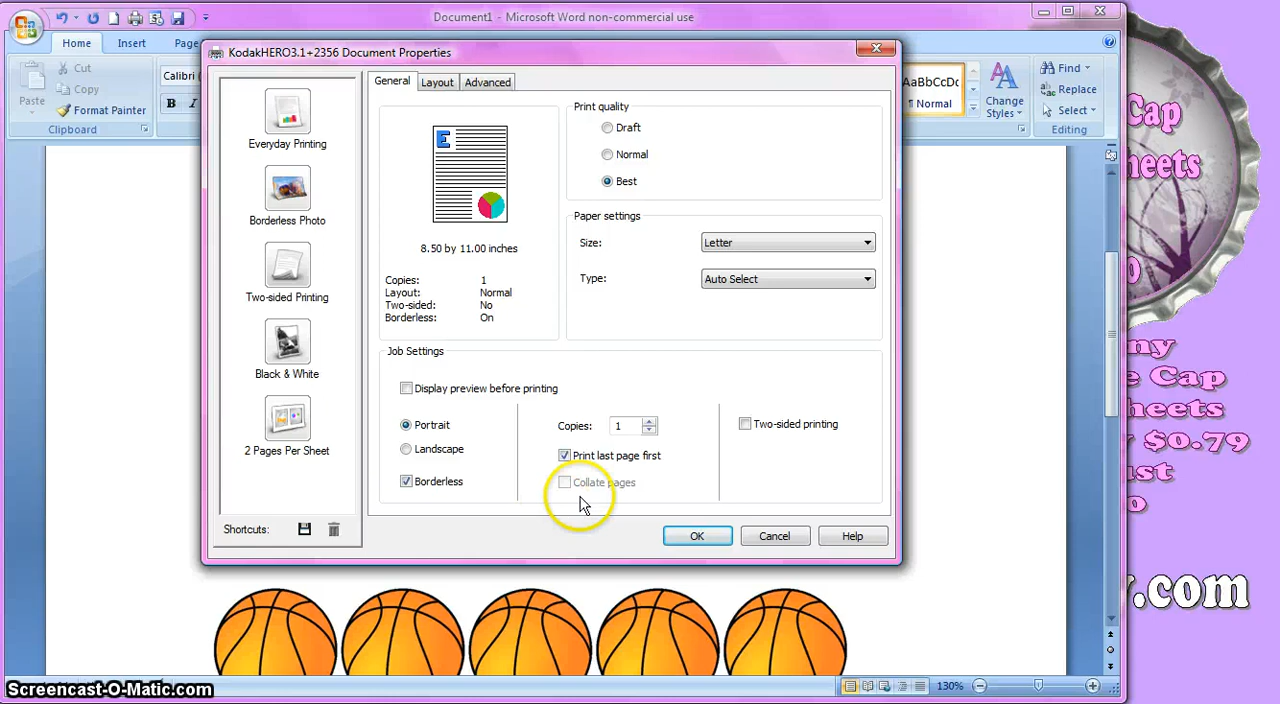 Document1 - Microsoft Word non-commercial use
Home
Insert
Page
Cut
Copy
Format Painter
Paste
Clipboard
Calibri
B I
AaBbCcDc
¶ Normal
Change
Styles
Find
Replace
Select
Editing
KodakHERO3.1+2356 Document Properties
General
Layout
Advanced
Everyday Printing
Borderless Photo
Two-sided Printing
Black & White
2 Pages Per Sheet
Shortcuts:
E
8.50 by 11.00 inches
Copies: 1
Layout: Normal
Two-sided: No
Borderless: On
Print quality
Draft
Normal
Best
Paper settings
Size: Letter
Type: Auto Select
Job Settings
Display preview before printing
Portrait
Landscape
Borderless
Copies: 1
Print last page first
Collate pages
Two-sided printing
OK
Cancel
Help
Cap
heets
ny
e Cap
heets
$0.79
ust
y.com
130%
Screencast-O-Matic.com